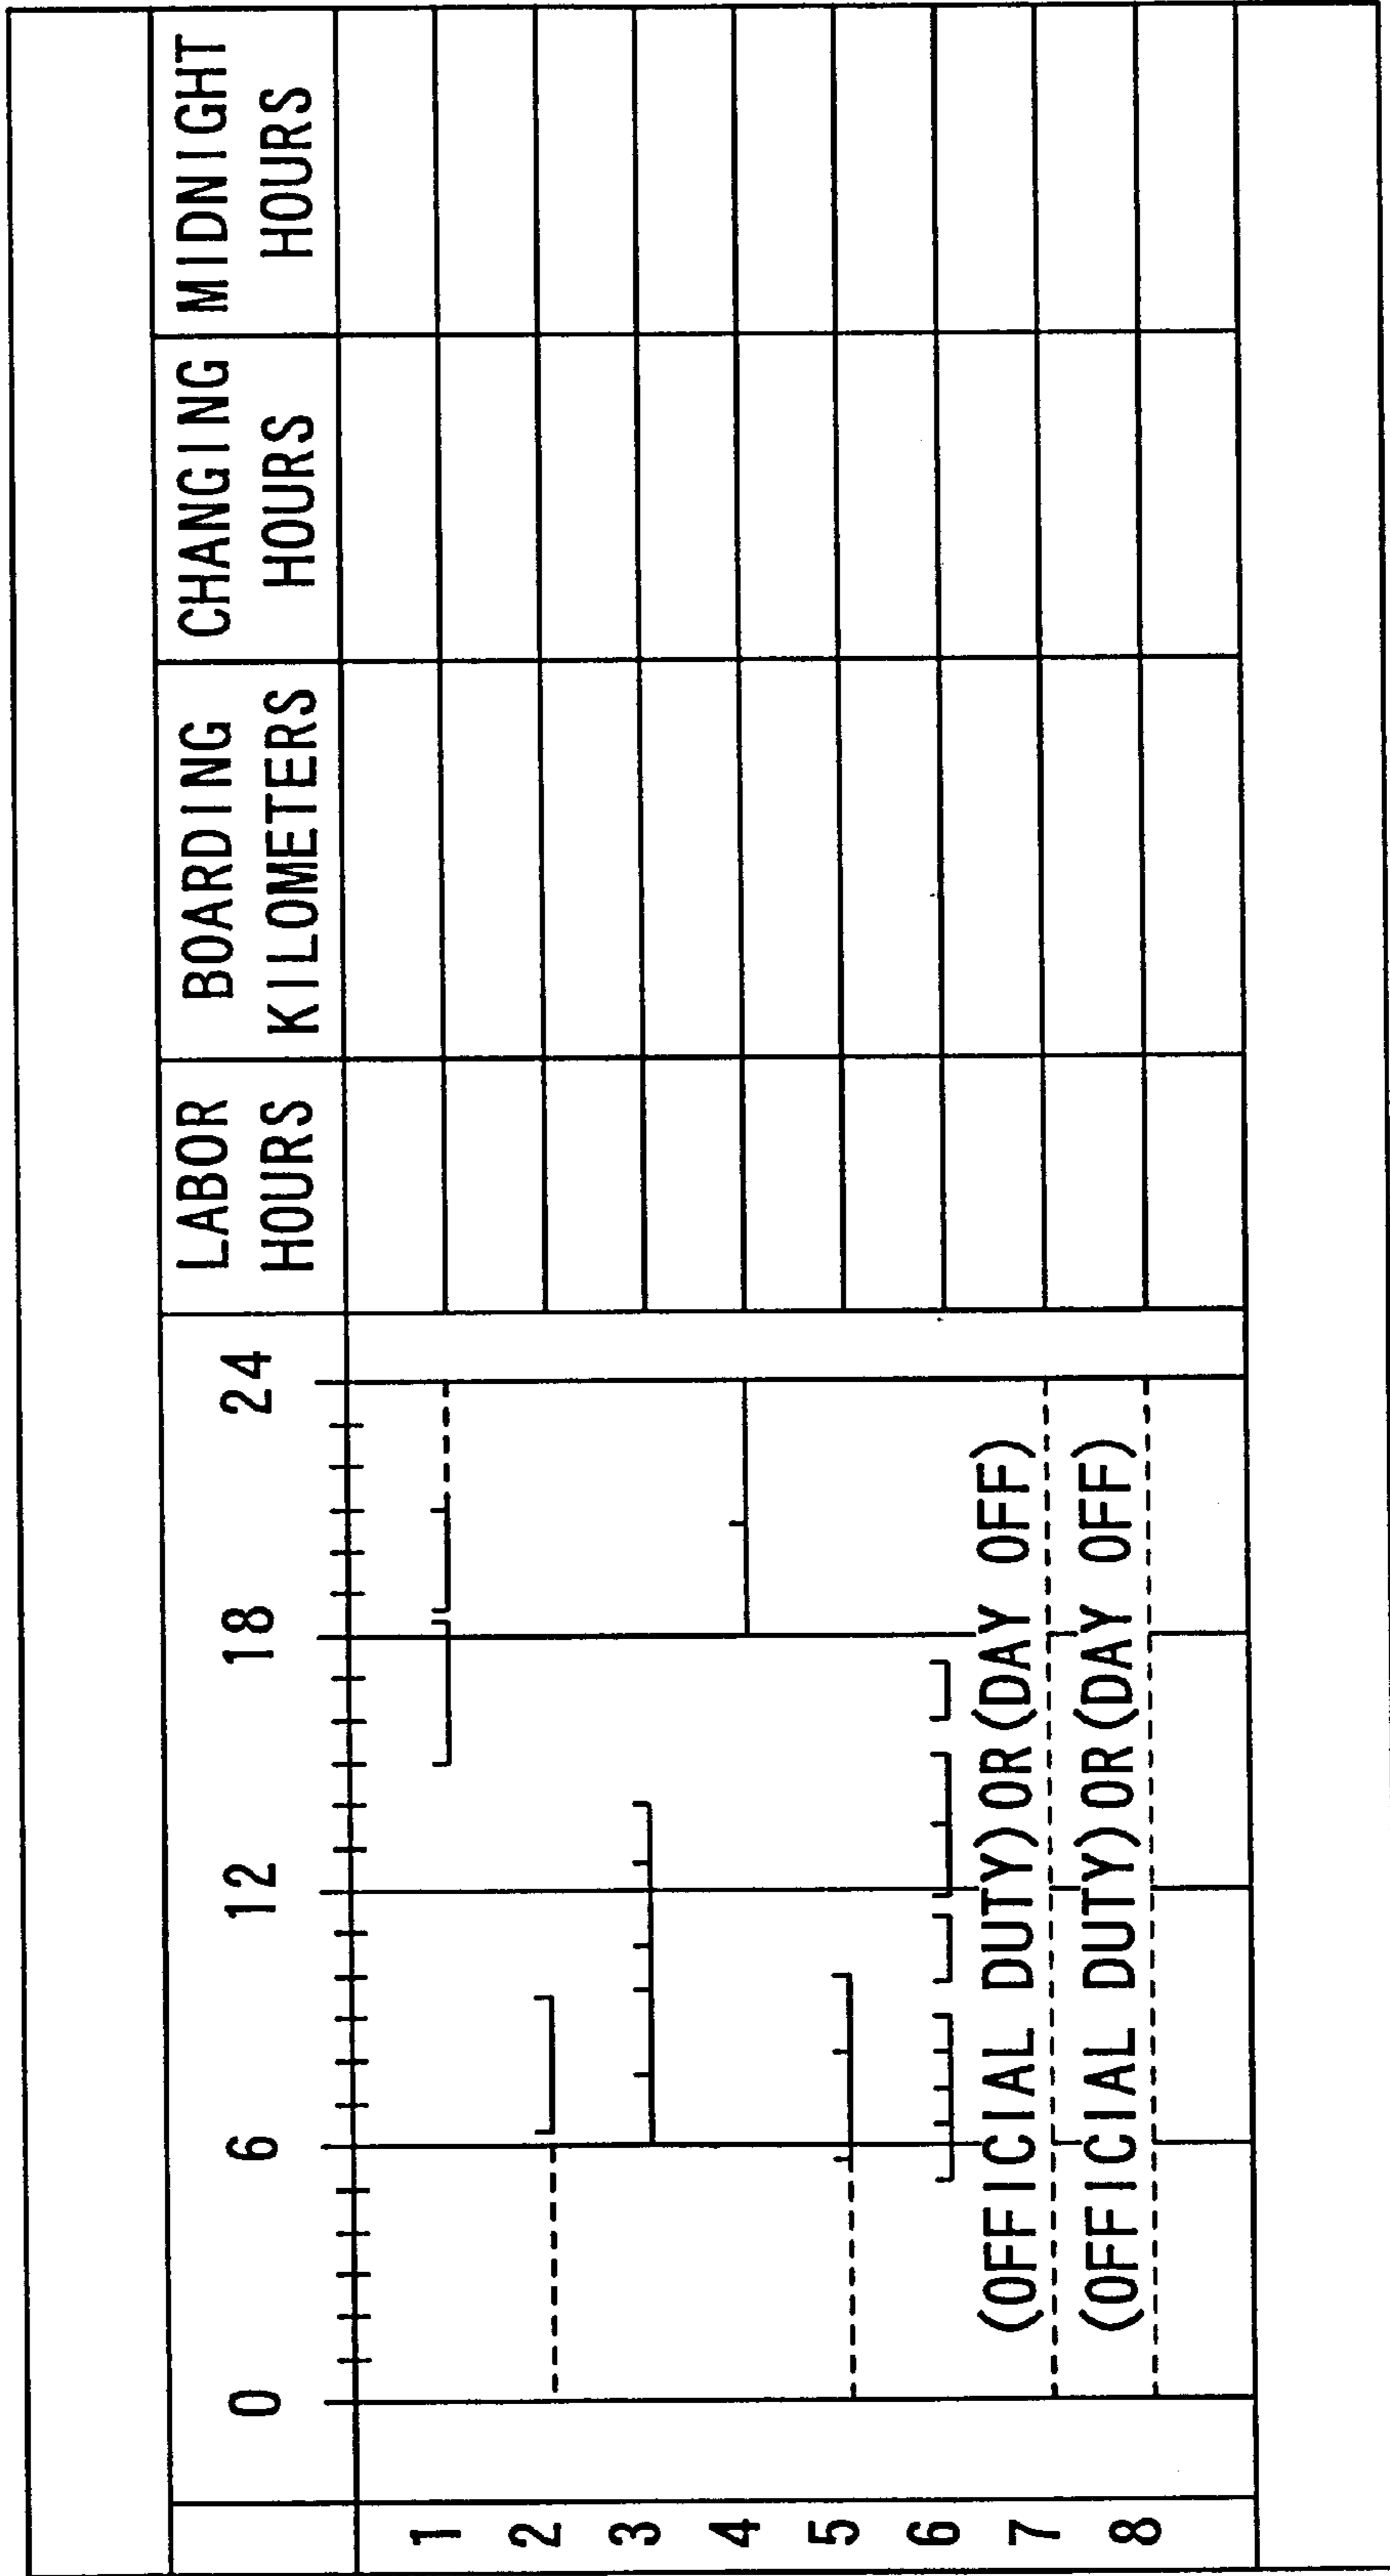 LABOR HOURS BOARDING KILOMETERS CHANGING HOURS MIDNIGHT HOURS
0 6 12 18 24
1
2
3
4
5
6
7 (OFFICIAL DUTY)OR(DAY OFF)
8 (OFFICIAL DUTY)OR(DAY OFF)